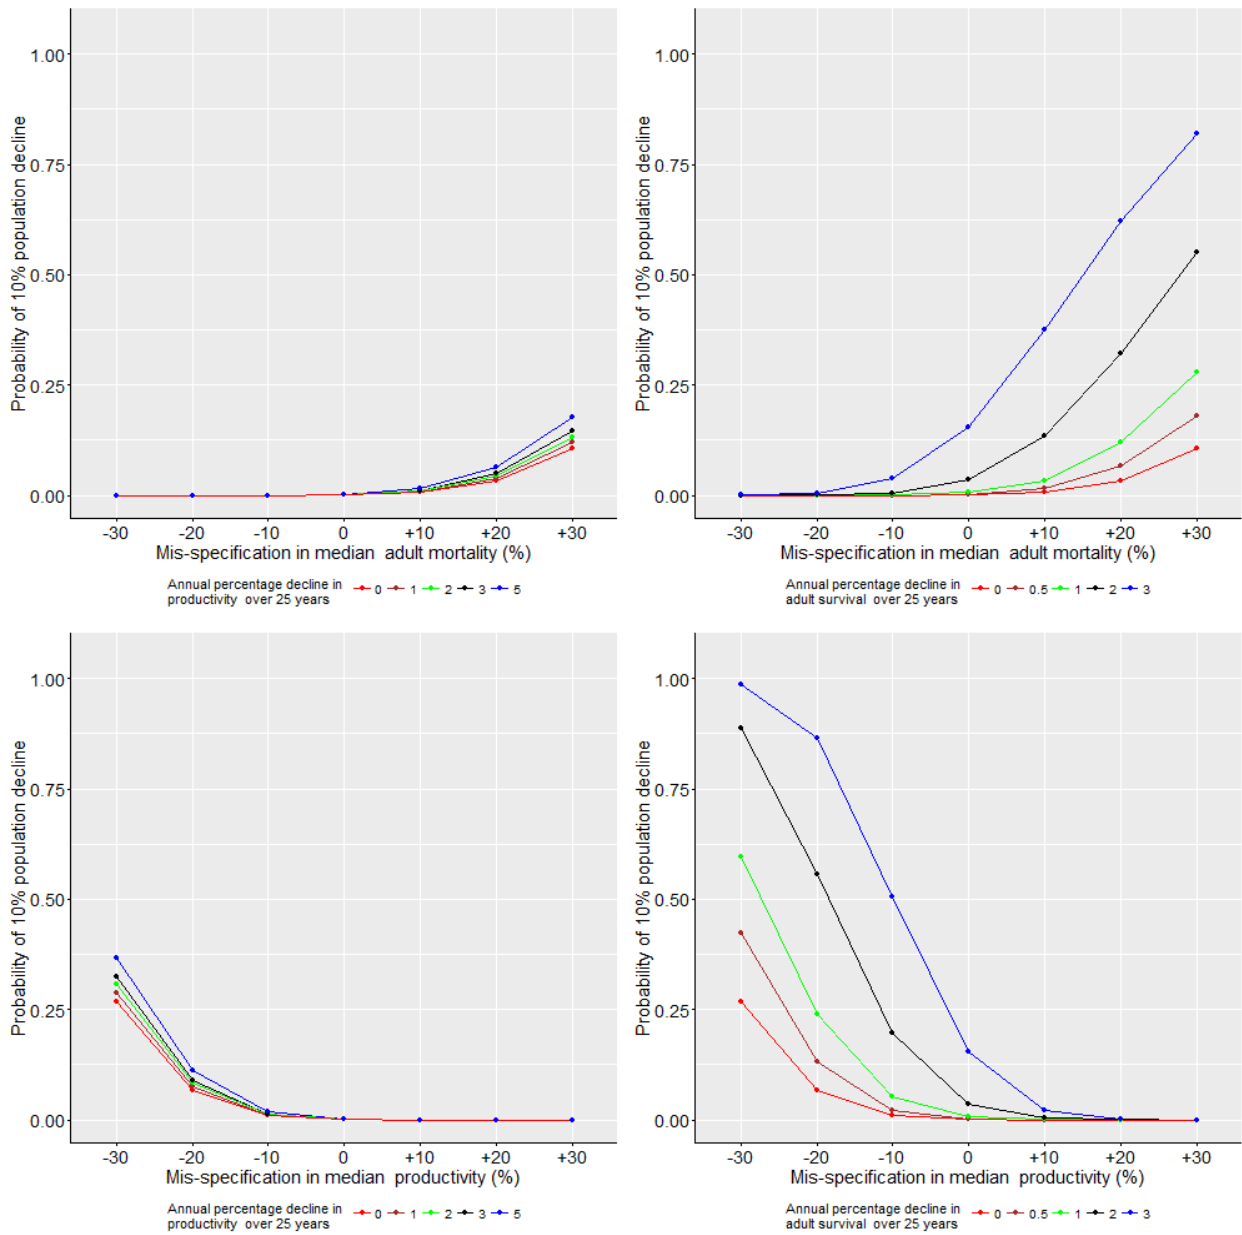 Probability of 10% population decline
1.00
0.75
0.50
0.25
0.00
-30 -20 -10 0 +10 +20 +30
Mis-specification in median  adult mortality (%)
Annual percentage decline in
productivity  over 25 years
0 1 2 3 5
Probability of 10% population decline
1.00
0.75
0.50
0.25
0.00
-30 -20 -10 0 +10 +20 +30
Mis-specification in median  adult mortality (%)
Annual percentage decline in
adult survival  over 25 years
0 0.5 1 2 3
Probability of 10% population decline
1.00
0.75
0.50
0.25
0.00
-30 -20 -10 0 +10 +20 +30
Mis-specification in median  productivity (%)
Annual percentage decline in
productivity  over 25 years
0 1 2 3 5
Probability of 10% population decline
1.00
0.75
0.50
0.25
0.00
-30 -20 -10 0 +10 +20 +30
Mis-specification in median  productivity (%)
Annual percentage decline in
adult survival  over 25 years
0 0.5 1 2 3